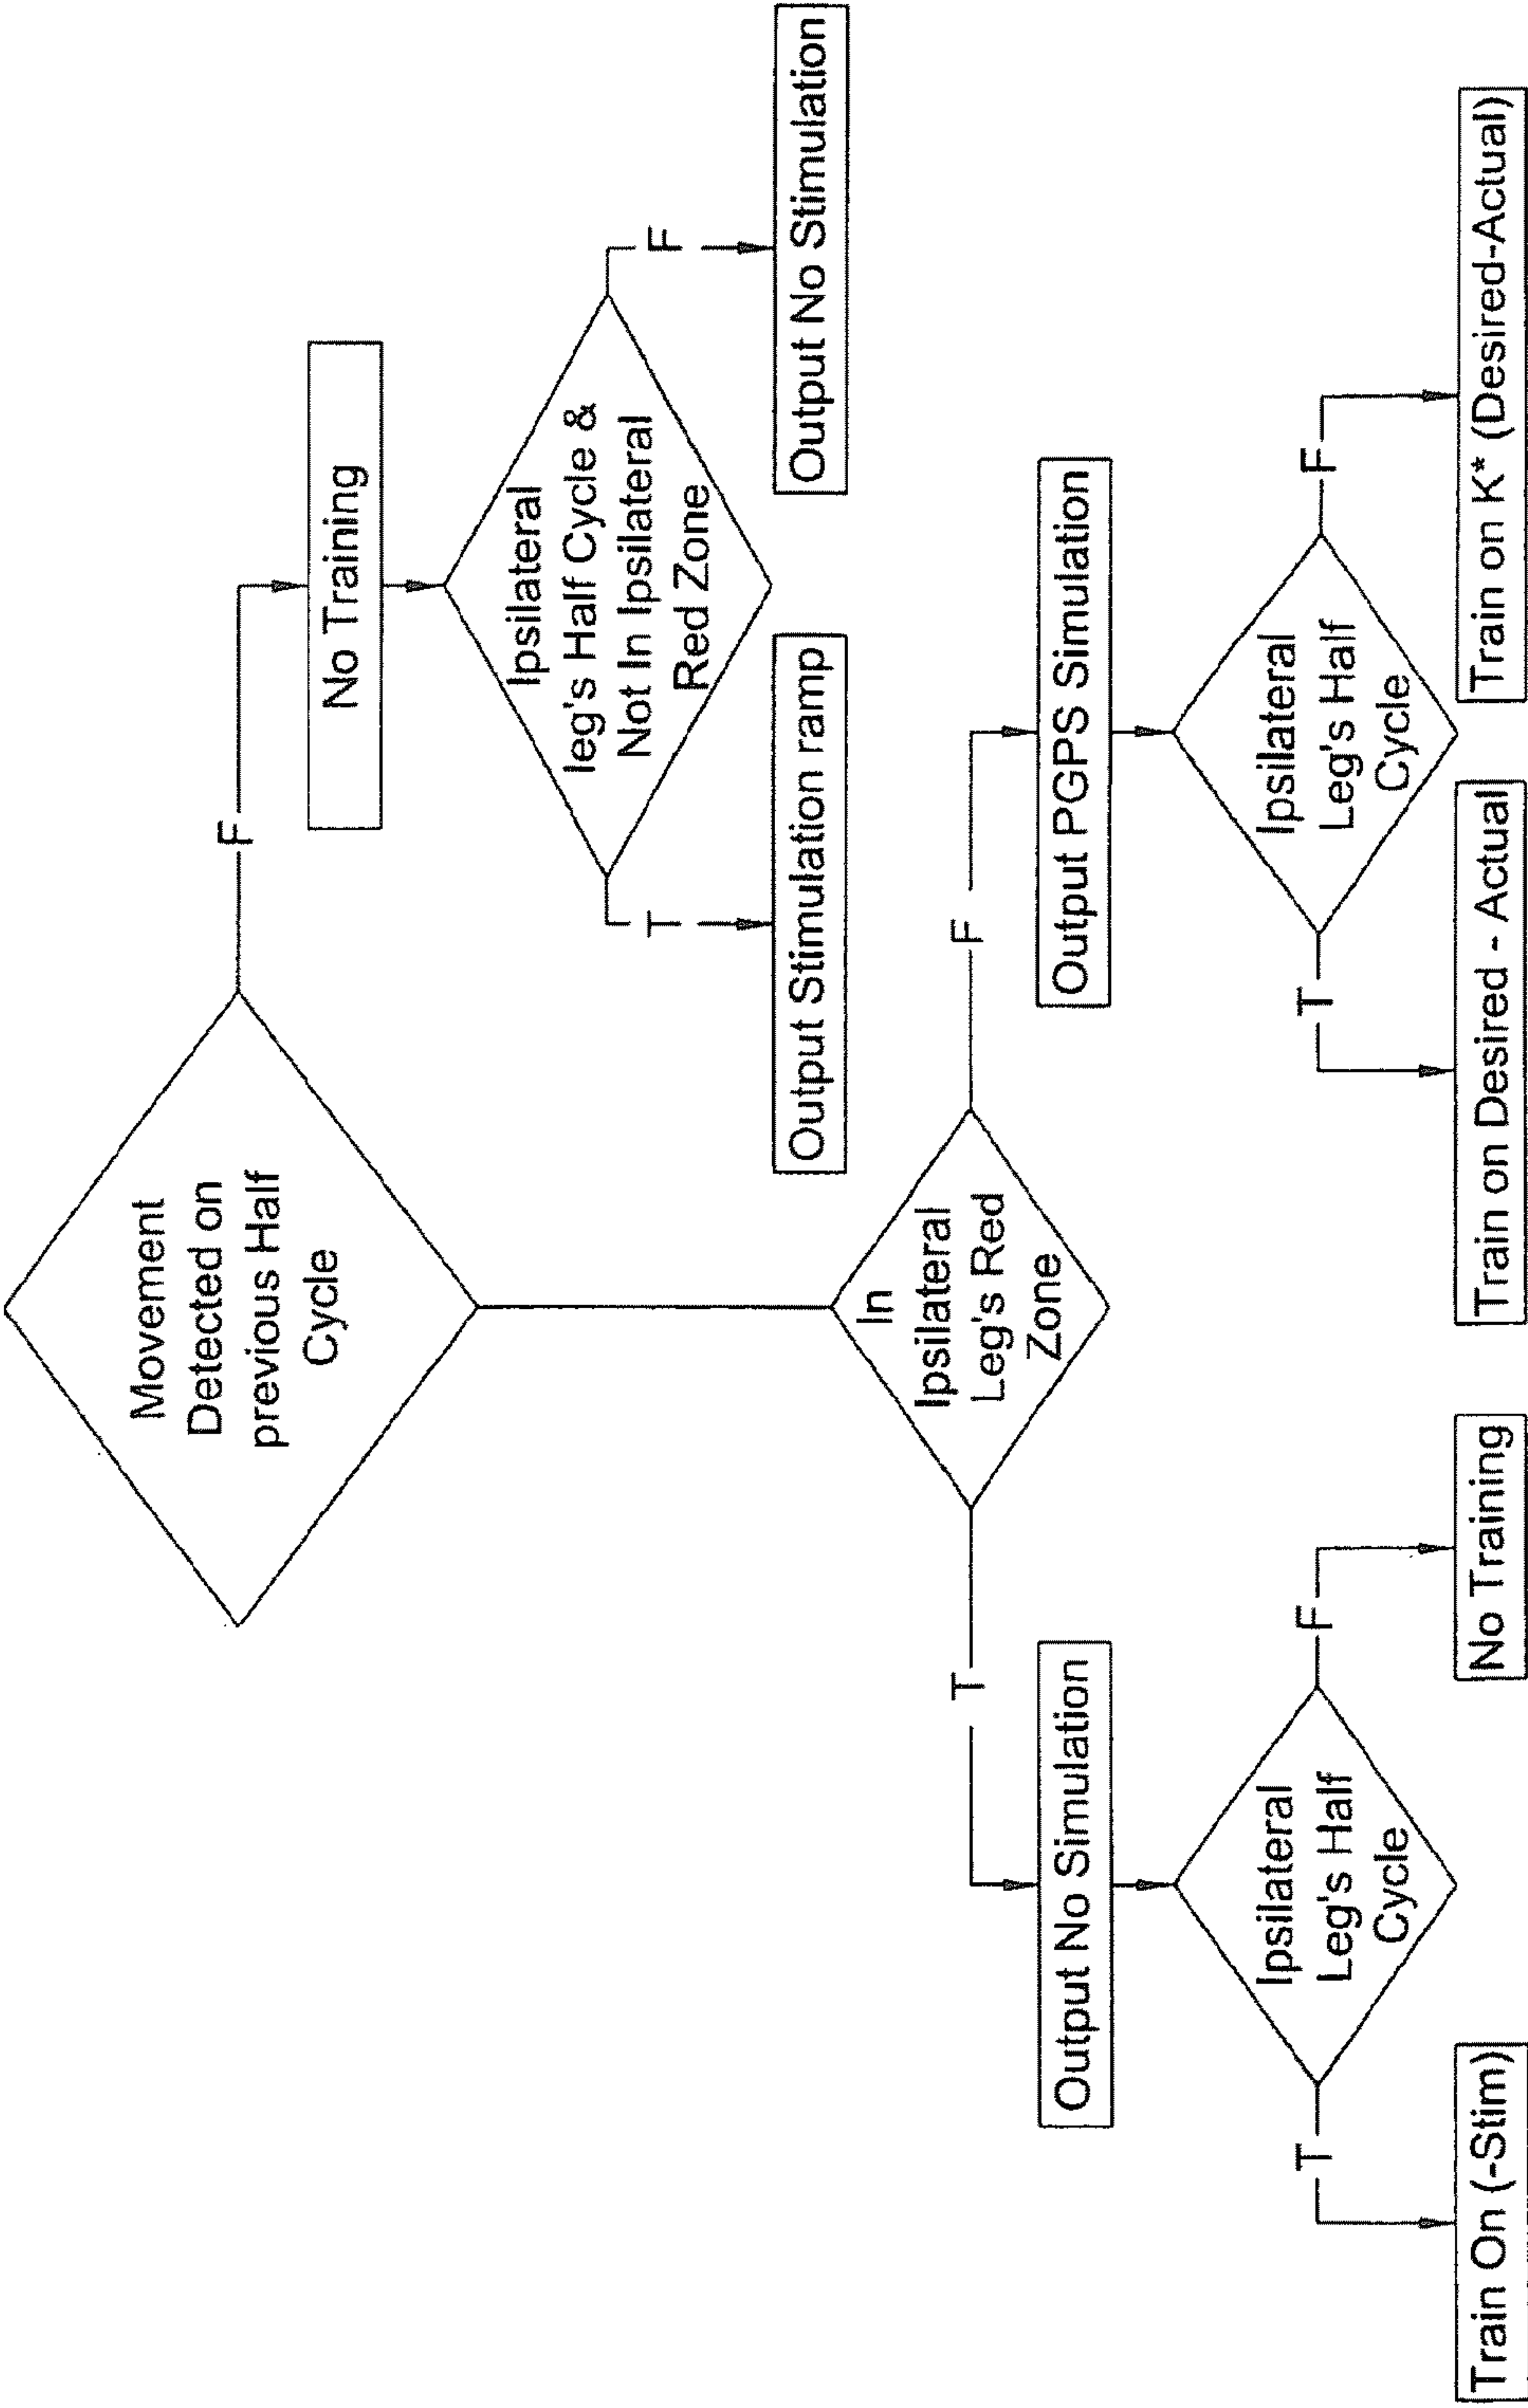 Movement
Detected on
previous Half
Cycle
F
No Training
Ipsilateral
leg's Half Cycle &
Not In Ipsilateral
Red Zone
T
F
Output Stimulation ramp
Output No Stimulation
In
Ipsilateral
Leg's Red
Zone
T
F
Output No Simulation
Output PGPS Simulation
Ipsilateral
Leg's Half
Cycle
T
F
Ipsilateral
Leg's Half
Cycle
T
F
Train On (-Stim)
No Training
Train on Desired - Actual
Train on K* (Desired-Actual)